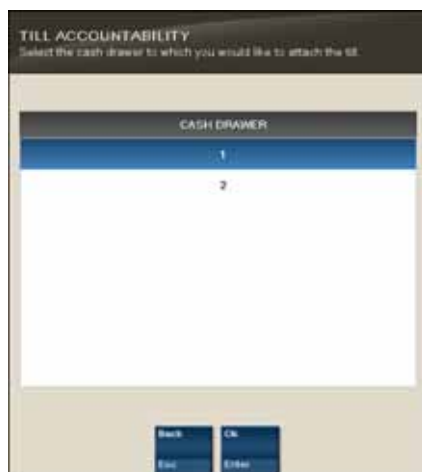 TILL ACCOUNTABILITY
Select the cash drawer to which you would like to attach the till.
CASH DRAWER
1
2
Back
Esc
Ok
Enter